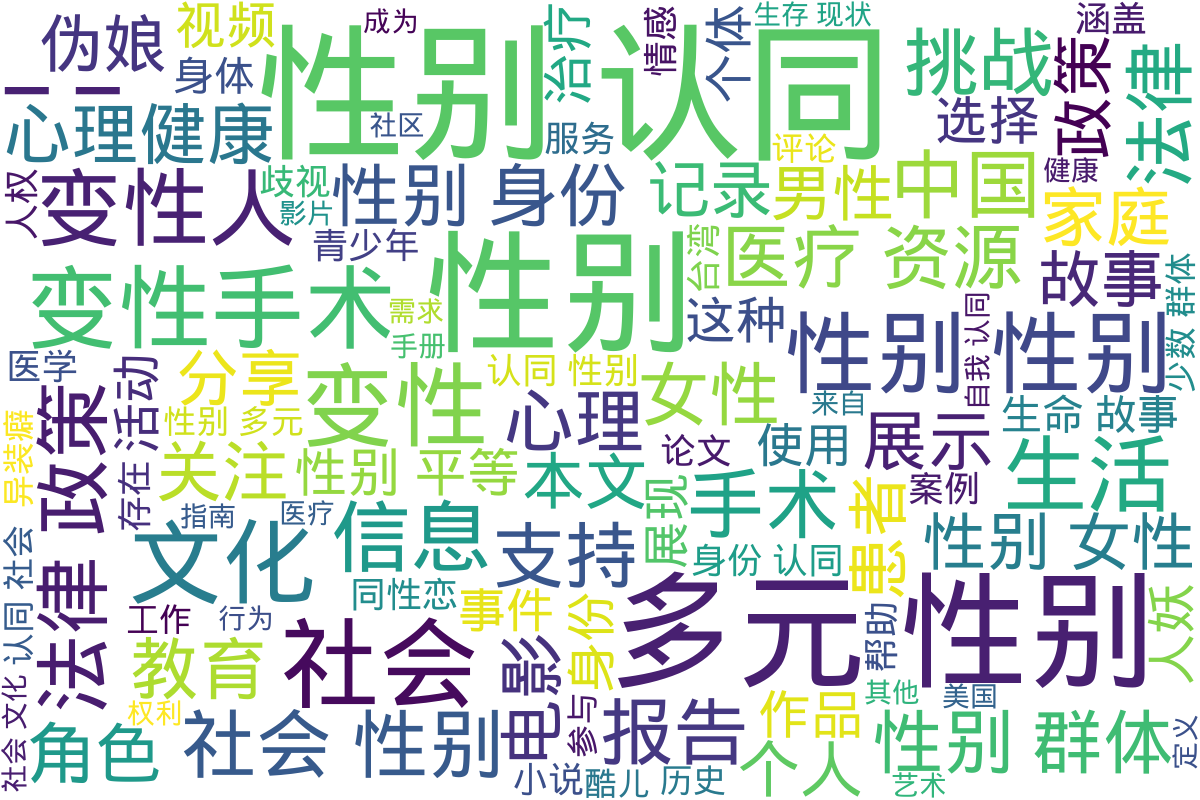 伪娘
视频
性别认同
治疗
情感
个体
生存 现状
涵盖
成为
身体
挑战
政策
法律
心理健康
社区
服务
选择
评论
人权
变性人
歧视
影片
性别 身份
记录
男性
中国
健康
家庭
青少年
台湾
医疗 资源
故事
少数 群体
变性手术
性别
需求
手册
这种
性别 性别
自我 认同
医学
分享
变性
认同 性别
女性
来自
生命 故事
异装癖
政策
活动
性别 多元
心理
论文
使用
展示
生活
关注
性别 平等
本文
展现
手术
患者
案例
存在
指南
医疗
信息
支持
身份 认同
性别 女性
认同 社会
法律
文化
同性恋
事件
身份
多元 性别
帮助
人妖
工作
行为
社会
教育
电影
参与
社会 文化
权利
角色
社会 性别
报告
作品
其他
美国
性别 群体
定义
小说
酷儿 历史
个人
艺术